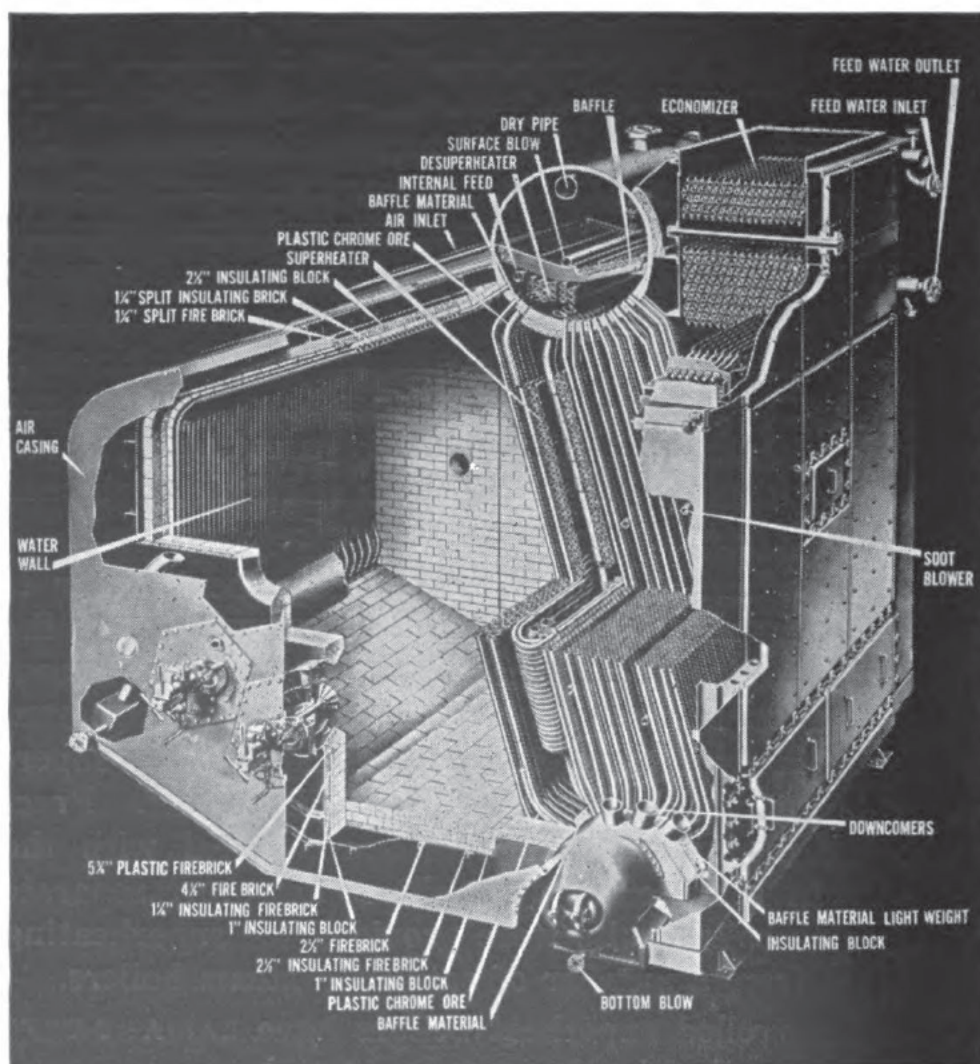 FEED WATER OUTLET
FEED WATER INLET
ECONOMIZER
BAFFLE
DRY PIPE
SURFACE BLOW
DESUPERHEATER
INTERNAL FEED
BAFFLE MATERIAL
AIR INLET
PLASTIC CHROME ORE
SUPERHEATER
2½" INSULATING BLOCK
1¼" SPLIT INSULATING BRICK
1¼" SPLIT FIRE BRICK
AIR
CASING
WATER
WALL
SOOT
BLOWER
DOWNCOMERS
5¼" PLASTIC FIREBRICK
4½" FIRE BRICK
1¼" INSULATING FIREBRICK
1" INSULATING BLOCK
2½" FIREBRICK
2½" INSULATING FIREBRICK
1" INSULATING BLOCK
PLASTIC CHROME ORE
BAFFLE MATERIAL
BAFFLE MATERIAL LIGHT WEIGHT
INSULATING BLOCK
BOTTOM BLOW